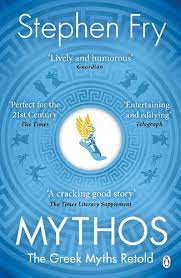 Stephen Fry
'Lively and humorous'
Guardian
'Perfect for the
21st Century'
The Times
'Entertaining
and edifying'
Telegraph
'A cracking good story'
The Times Literary Supplement
MYTHOS
The Greek Myths Retold